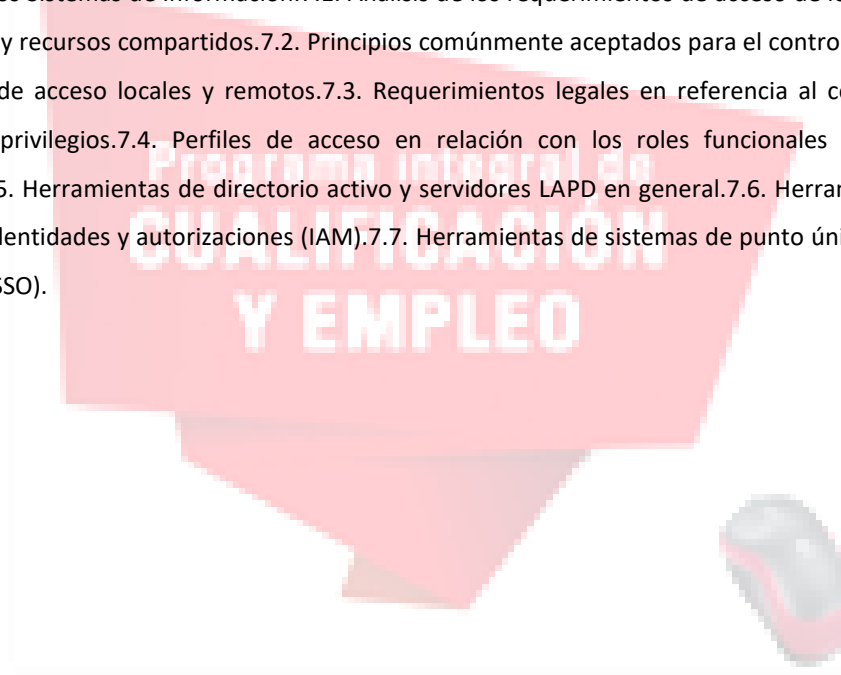 y recursos compartidos.7.2. Principios comúnmente aceptados para el contro
de acceso locales y remotos.7.3. Requerimientos legales en referencia al c
privilegios.7.4. Perfiles de acceso en relación con los roles funcionales
5. Herramientas de directorio activo y servidores LAPD en general.7.6. Herra
dentidades y autorizaciones (IAM).7.7. Herramientas de sistemas de punto úni
SSO).
Programa integral de
CUALIFICACIÓN
Y EMPLEO